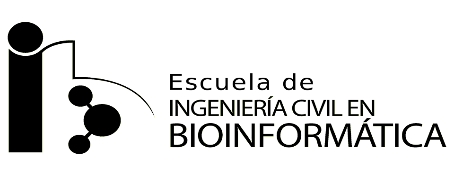 Escuela de
INGENIERÍA CIVIL EN
BIOINFORMÁTICA